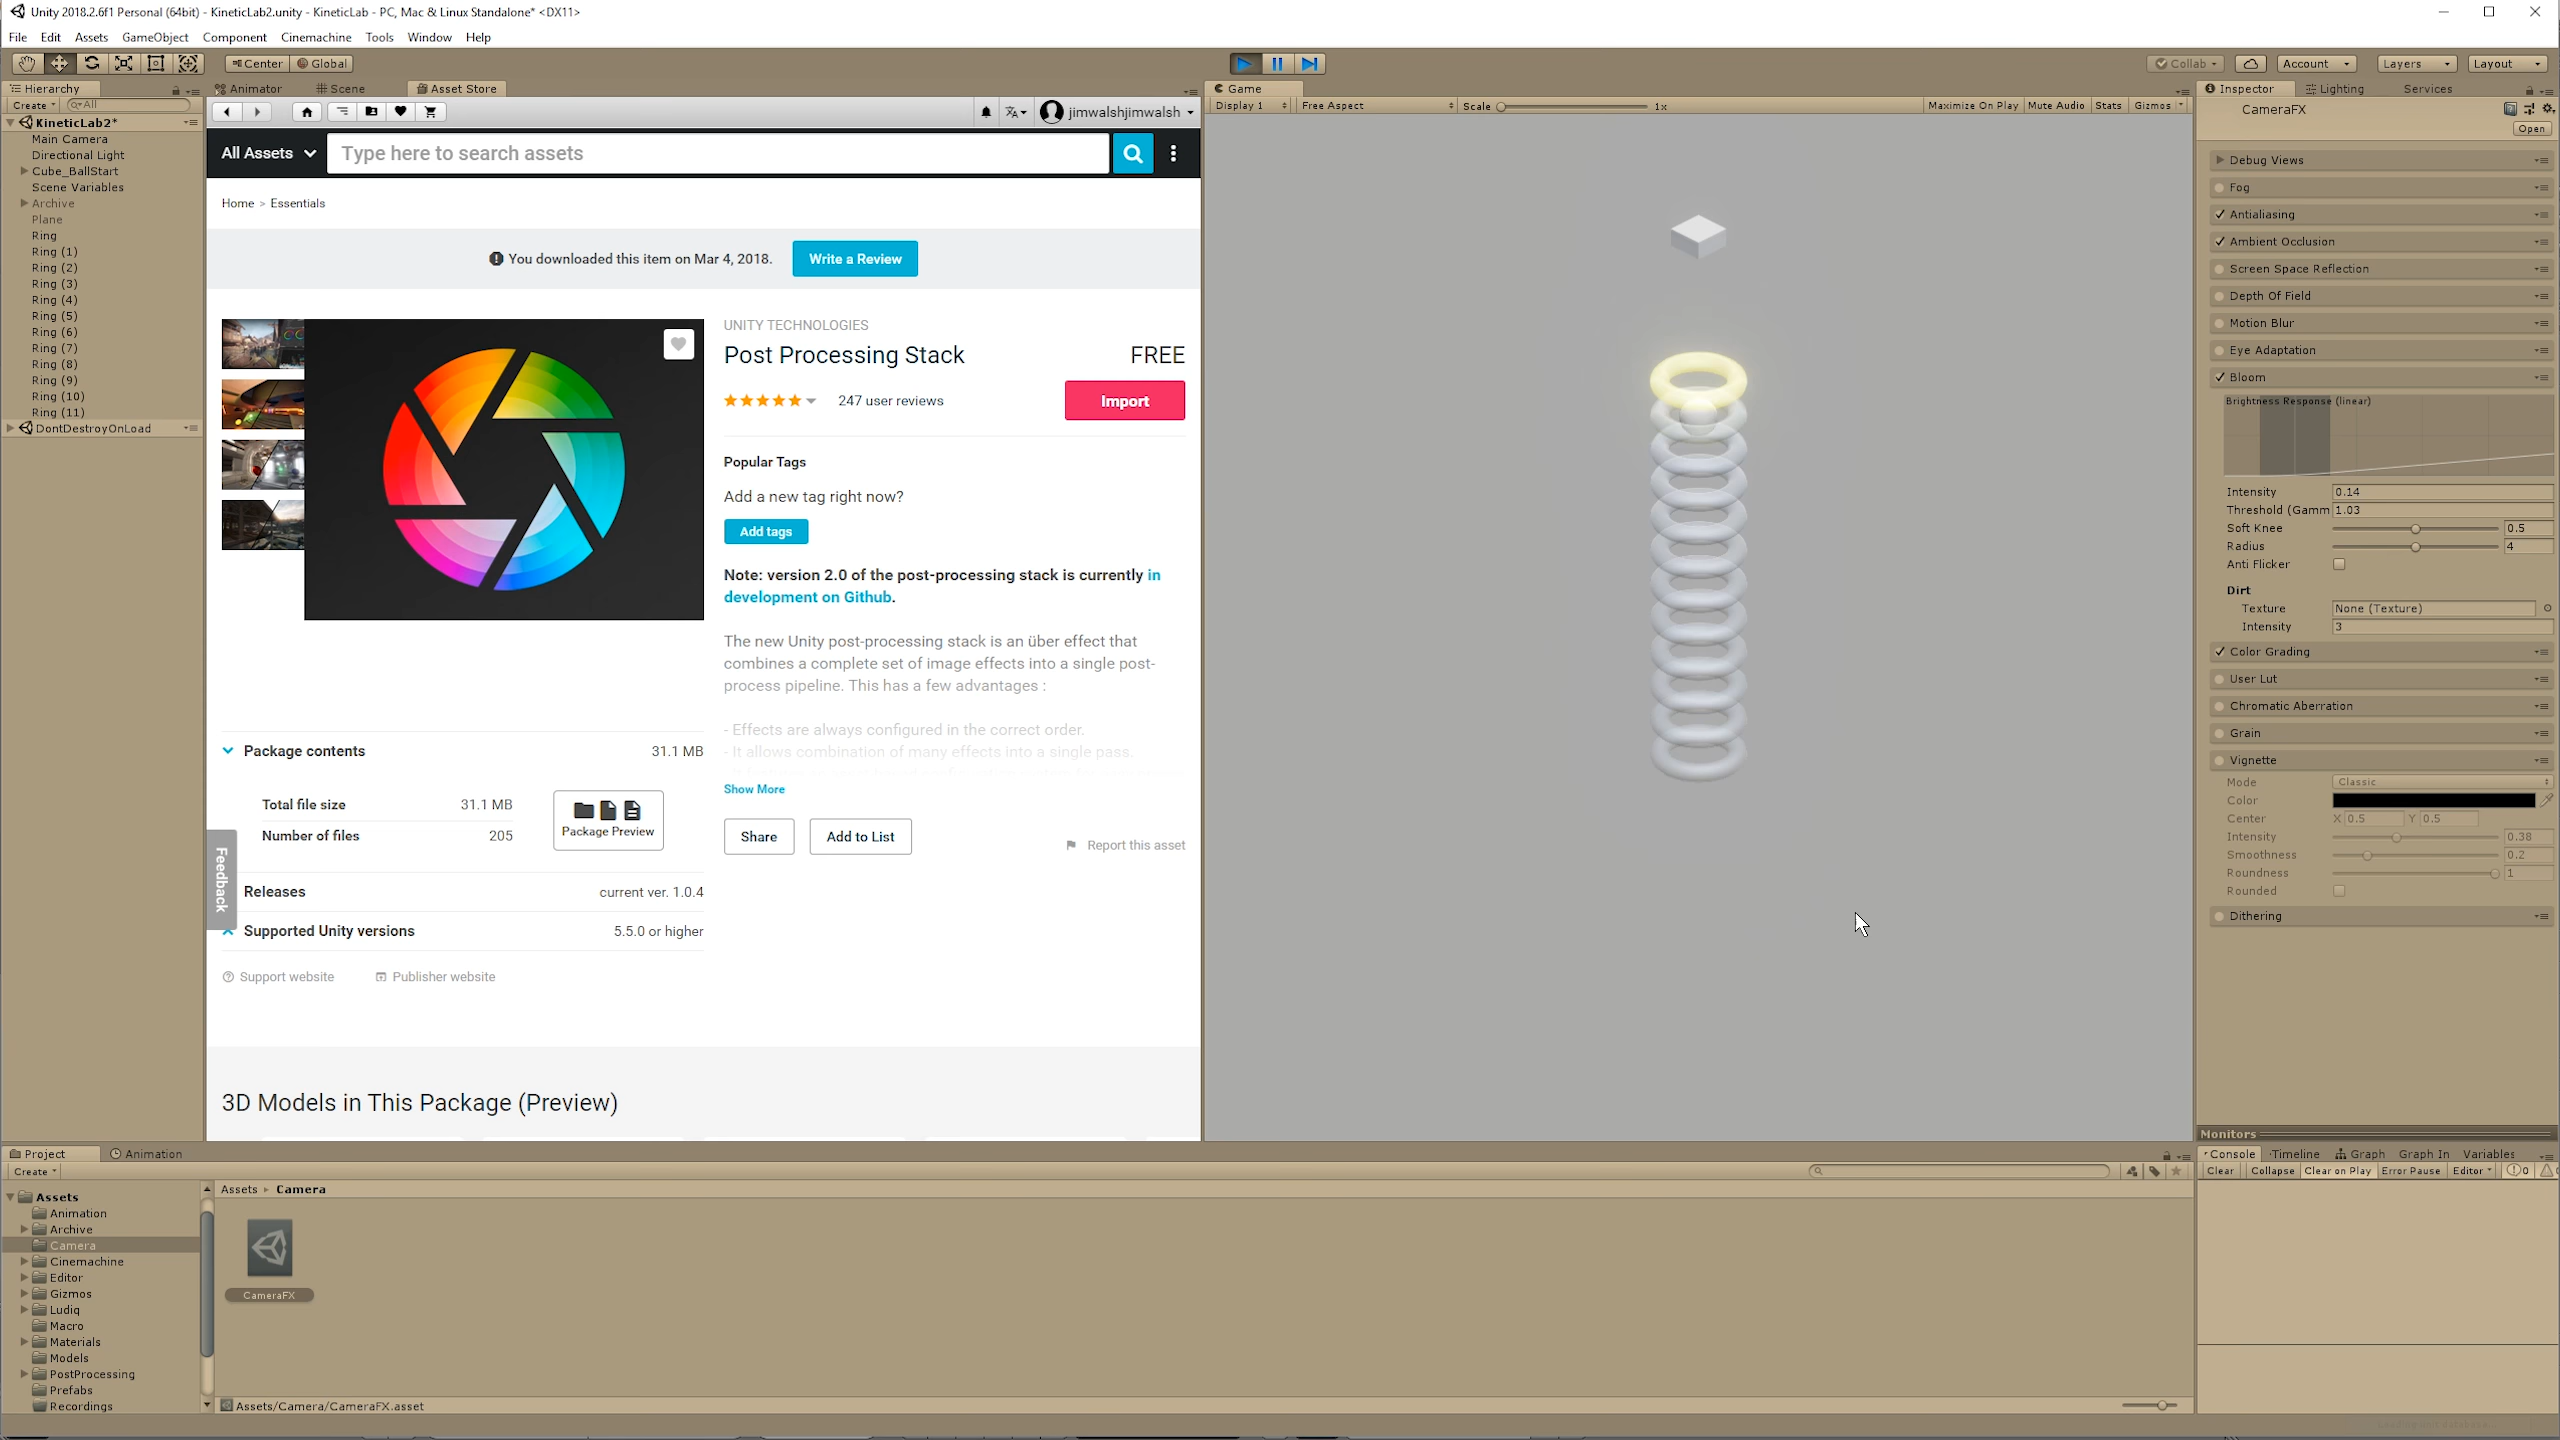 Unity 2018.2.6f1 Personal (64bit) - KineticLab2.unity - KineticLab - PC, Mac & Linux Standalone* <DX11>
File Edit Assets GameObject Component Cinemachine Tools Window Help
Center Global
Collab Account Layers Layout
Hierarchy
Create All
KineticLab2*
Main Camera
Directional Light
Cube_BallStart
Scene Variables
Archive
Plane
Ring
Ring (1)
Ring (2)
Ring (3)
Ring (4)
Ring (5)
Ring (6)
Ring (7)
Ring (8)
Ring (9)
Ring (10)
Ring (11)
DontDestroyOnLoad
Animator Scene Asset Store
jimwalshjimwalsh
All Assets Type here to search assets
Home > Essentials
You downloaded this item on Mar 4, 2018. Write a Review
UNITY TECHNOLOGIES
Post Processing Stack FREE
247 user reviews Import
Popular Tags
Add a new tag right now?
Add tags
Note: version 2.0 of the post-processing stack is currently in
development on Github.
The new Unity post-processing stack is an über effect that
combines a complete set of image effects into a single post-
process pipeline. This has a few advantages :
- Effects are always configured in the correct order.
- It allows combination of many effects into a single pass.
Show More
Share Add to List Report this asset
Package contents 31.1 MB
Total file size 31.1 MB
Number of files 205
Package Preview
Feedback
Releases current ver. 1.0.4
Supported Unity versions 5.5.0 or higher
Support website Publisher website
3D Models in This Package (Preview)
Game
Display 1 Free Aspect Scale 1x Maximize On Play Mute Audio Stats Gizmos
Inspector Lighting Services
CameraFX
Open
Debug Views
Fog
Antialiasing
Ambient Occlusion
Screen Space Reflection
Depth Of Field
Motion Blur
Eye Adaptation
Bloom
Brightness Response (linear)
Intensity 0.14
Threshold (Gamm 1.03
Soft Knee 0.5
Radius 4
Anti Flicker
Dirt
Texture None (Texture)
Intensity 3
Color Grading
User Lut
Chromatic Aberration
Grain
Vignette
Mode Classic
Color
Center X 0.5 Y 0.5
Intensity 0.38
Smoothness 0.2
Roundness 1
Rounded
Dithering
Monitors
Project Animation
Create
Assets
Animation
Archive
Camera
Cinemachine
Editor
Gizmos
Ludiq
Macro
Materials
Models
PostProcessing
Prefabs
Recordings
Assets Camera
CameraFX
Assets/Camera/CameraFX.asset
Console Timeline Graph Graph In Variables
Clear Collapse Clear on Play Error Pause Editor 0